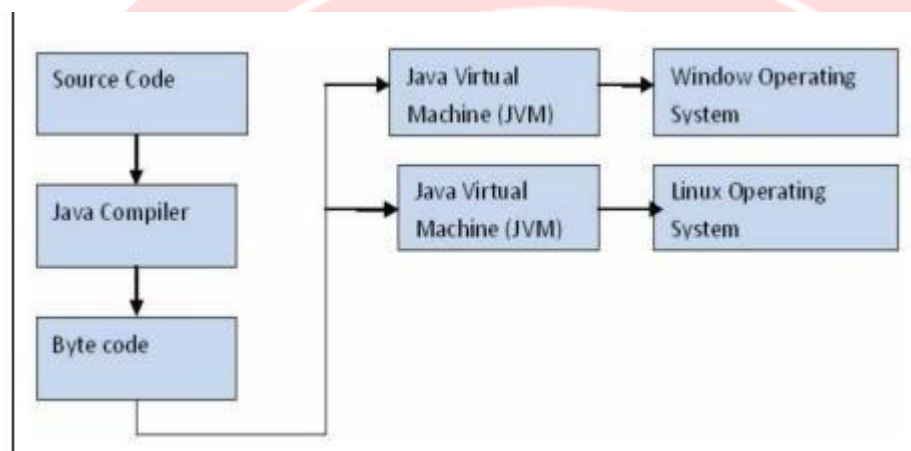 Source Code
Java Compiler
Byte code
Java Virtual
Machine (JVM)
Window Operating
System
Java Virtual
Machine (JVM)
Linux Operating
System